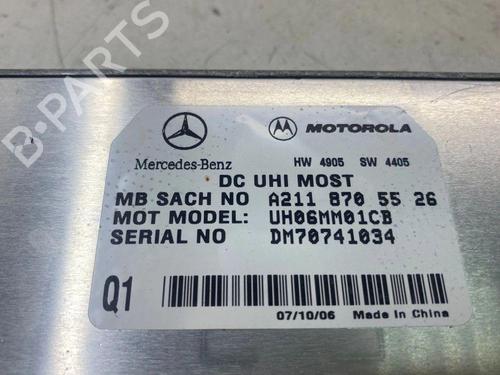 Mercedes-Benz
MOTOROLA
HW 4905 SW 4405
DC UHI MOST
MB SACH NO A211 870 55 26
MOT MODEL: UH06MM01CB
SERIAL NO DM70741034
Q1
07/10/06 Made in China
B-PARTS